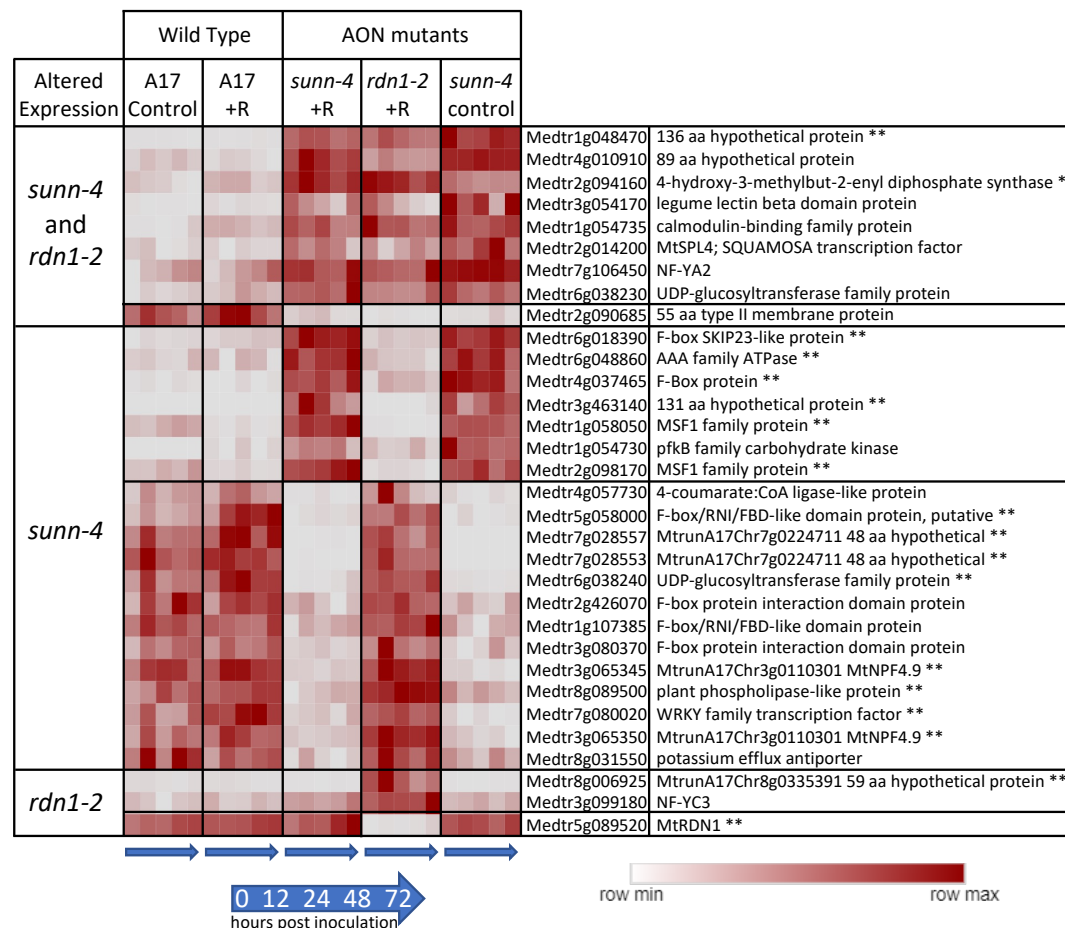 Wild Type AON mutants
Altered Expression A17 Control A17 +R sunn-4 +R rdn1-2 +R sunn-4 control
sunn-4 and rdn1-2
Medtr1g048470 136 aa hypothetical protein **
Medtr4g010910 89 aa hypothetical protein
Medtr2g094160 4-hydroxy-3-methylbut-2-enyl diphosphate synthase *
Medtr3g054170 legume lectin beta domain protein
Medtr1g054735 calmodulin-binding family protein
Medtr2g014200 MtSPL4; SQUAMOSA transcription factor
Medtr7g106450 NF-YA2
Medtr6g038230 UDP-glucosyltransferase family protein
Medtr2g090685 55 aa type II membrane protein
sunn-4
Medtr6g018390 F-box SKIP23-like protein **
Medtr6g048860 AAA family ATPase **
Medtr4g037465 F-Box protein **
Medtr3g463140 131 aa hypothetical protein **
Medtr1g058050 MSF1 family protein **
Medtr1g054730 pfkB family carbohydrate kinase
Medtr2g098170 MSF1 family protein **
Medtr4g057730 4-coumarate:CoA ligase-like protein
Medtr5g058000 F-box/RNI/FBD-like domain protein, putative **
Medtr7g028557 MtrunA17Chr7g0224711 48 aa hypothetical **
Medtr7g028553 MtrunA17Chr7g0224711 48 aa hypothetical **
Medtr6g038240 UDP-glucosyltransferase family protein **
Medtr2g426070 F-box protein interaction domain protein
Medtr1g107385 F-box/RNI/FBD-like domain protein
Medtr3g080370 F-box protein interaction domain protein
Medtr3g065345 MtrunA17Chr3g0110301 MtNPF4.9 **
Medtr8g089500 plant phospholipase-like protein **
Medtr7g080020 WRKY family transcription factor **
Medtr3g065350 MtrunA17Chr3g0110301 MtNPF4.9 **
Medtr8g031550 potassium efflux antiporter
rdn1-2
Medtr8g006925 MtrunA17Chr8g0335391 59 aa hypothetical protein **
Medtr3g099180 NF-YC3
Medtr5g089520 MtRDN1 **
0 12 24 48 72
hours post inoculation
row min row max